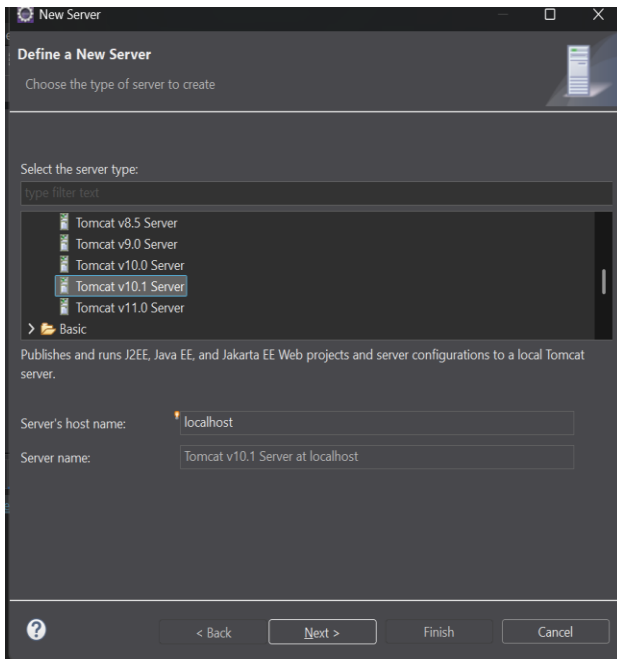 New Server
Define a New Server
Choose the type of server to create
Select the server type:
type filter text
Tomcat v8.5 Server
Tomcat v9.0 Server
Tomcat v10.0 Server
Tomcat v10.1 Server
Tomcat v11.0 Server
Basic
Publishes and runs J2EE, Java EE, and Jakarta EE Web projects and server configurations to a local Tomcat
server.
Server's host name: localhost
Server name: Tomcat v10.1 Server at localhost
? < Back Next > Finish Cancel